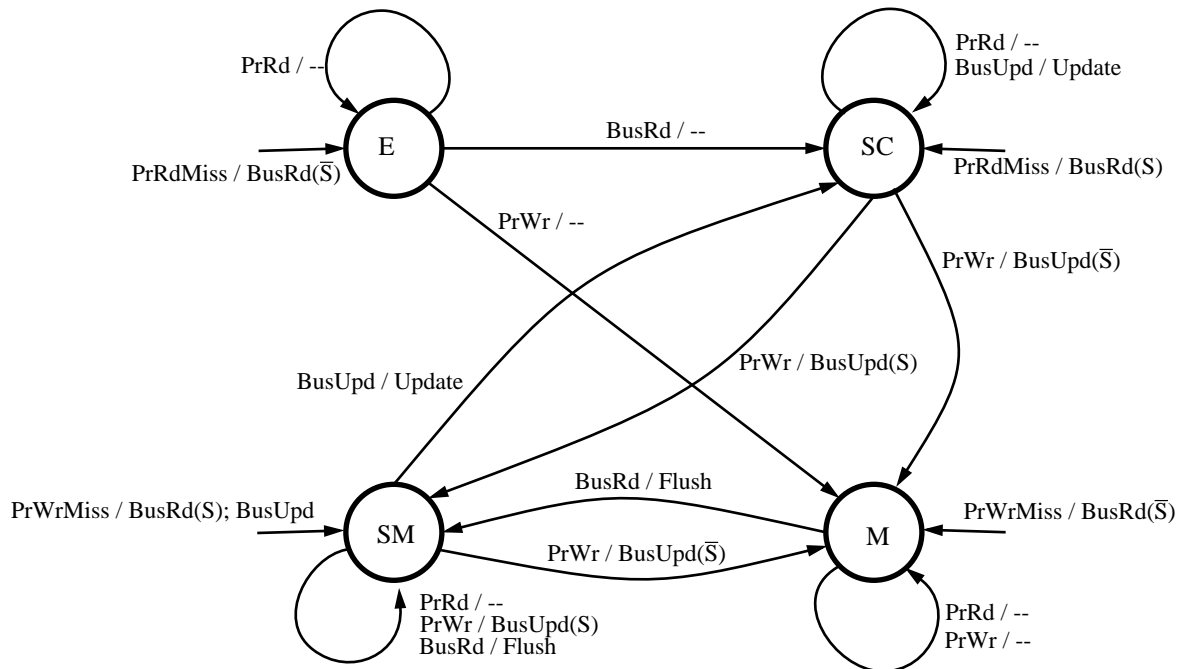 PrRd / --
PrRd / --
BusUpd / Update
E
BusRd / --
SC
PrRdMiss / BusRd(S̅)
PrRdMiss / BusRd(S)
PrWr / --
PrWr / BusUpd(S̅)
PrWr / BusUpd(S)
BusUpd / Update
BusRd / Flush
PrWrMiss / BusRd(S); BusUpd
PrWrMiss / BusRd(S̅)
SM
M
PrWr / BusUpd(S̅)
PrRd / --
PrWr / BusUpd(S)
BusRd / Flush
PrRd / --
PrWr / --